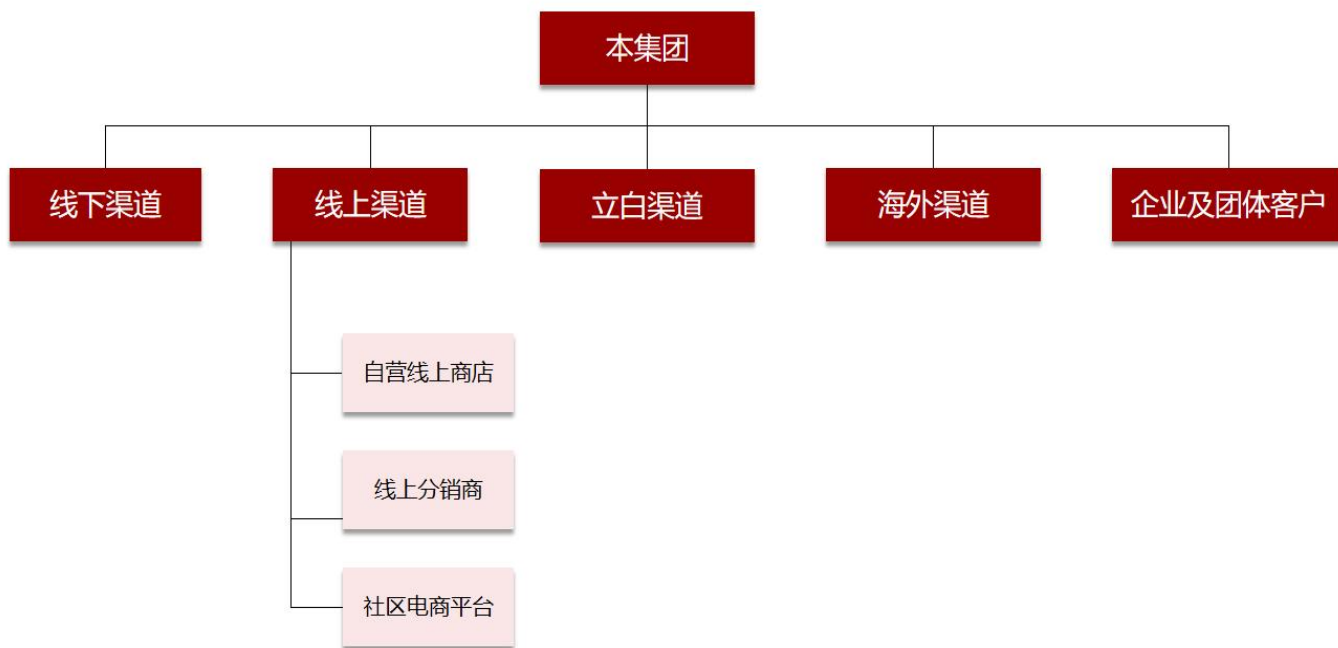 本集团
线下渠道
线上渠道
立白渠道
海外渠道
企业及团体客户
自营线上商店
线上分销商
社区电商平台